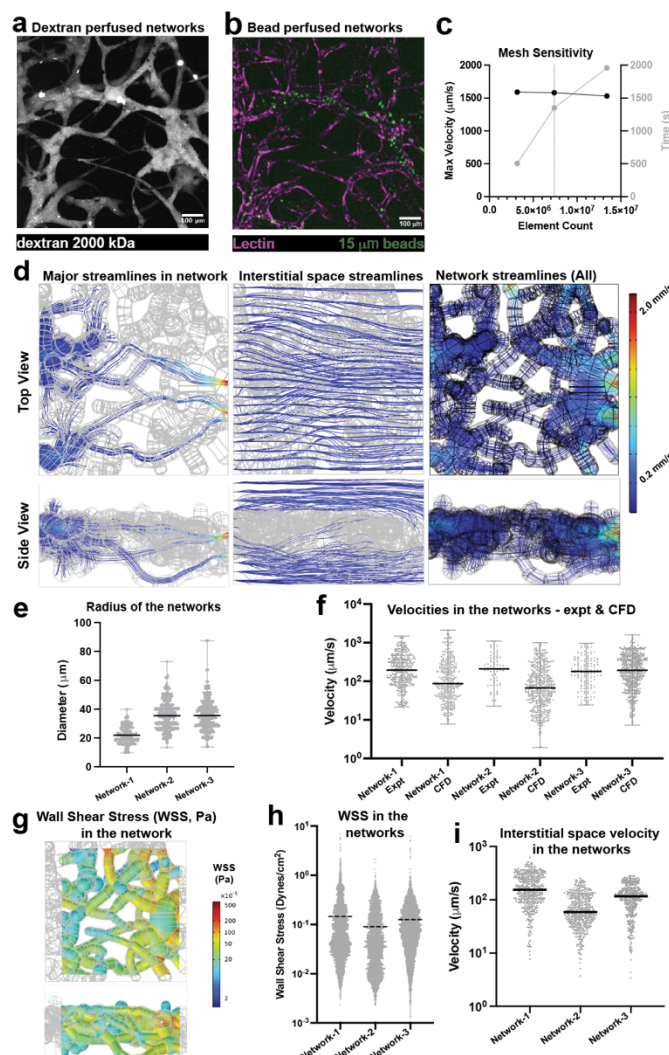 a Dextran perfused networks
100 µm
dextran 2000 kDa
b Bead perfused networks
100 µm
Lectin 15 µm beads
c
Mesh Sensitivity
Max Velocity (µm/s)
2000
1500
1000
500
0
Time (s)
2000
1500
1000
500
0
0.0 5.0×10⁶ 1.0×10⁷ 1.5×10⁷
Element Count
d
Major streamlines in network Interstitial space streamlines Network streamlines (All)
Top View
Side View
2.0 mm/s
0.2 mm/s
e
Radius of the networks
Diameter (µm)
100
80
60
40
20
0
Network-1 Network-2 Network-3
f
Velocities in the networks - expt & CFD
Velocity (µm/s)
10⁴
10³
10²
10¹
10⁰
Network-1 Expt
Network-1 CFD
Network-2 Expt
Network-2 CFD
Network-3 Expt
Network-3 CFD
g
Wall Shear Stress (WSS, Pa)
in the network
WSS
(Pa)
×10⁻³
500
200
100
50
20
2
h
WSS in the
networks
Wall Shear Stress (Dynes/cm²)
10¹
10⁰
10⁻¹
10⁻²
10⁻³
Network-1 Network-2 Network-3
i
Interstitial space velocity
in the networks
Velocity (µm/s)
10³
10²
10¹
10⁰
Network-1 Network-2 Network-3